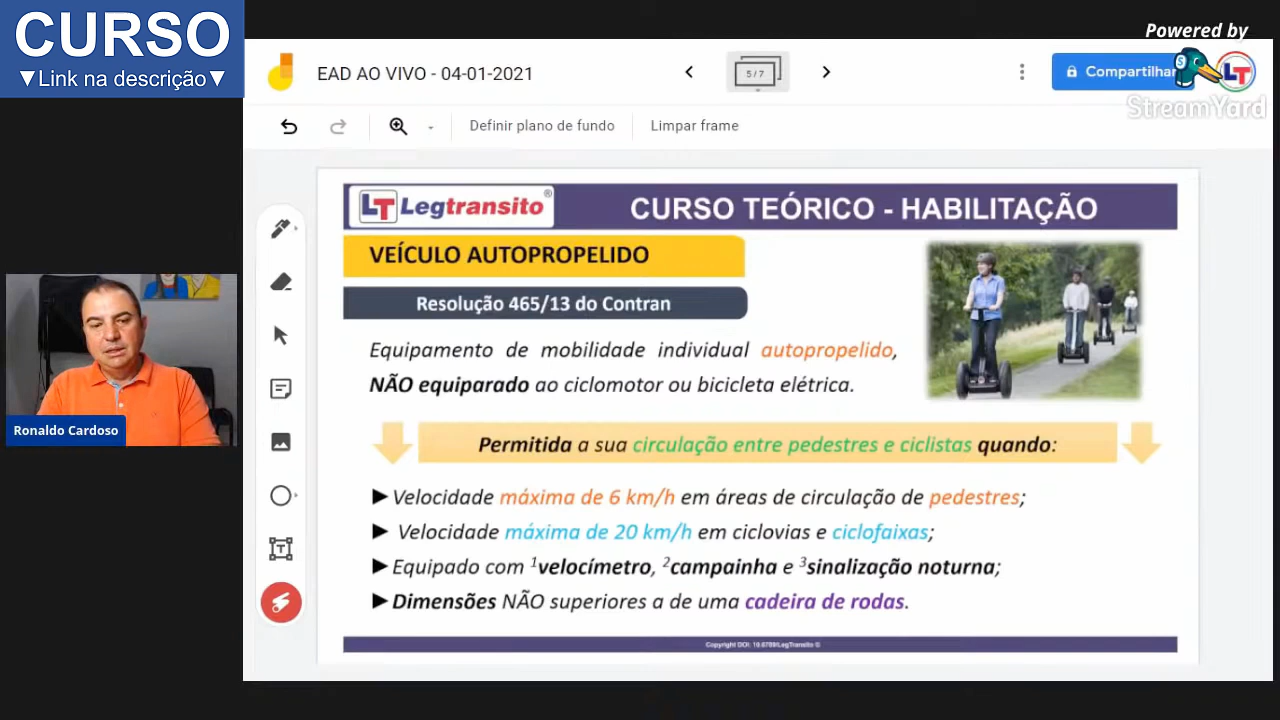 CURSO
▼Link na descrição▼
Powered by
StreamYard
LT
EAD AO VIVO - 04-01-2021
5 / 7
Compartilhar
Definir plano de fundo
Limpar frame
LT Legtransito®
CURSO TEÓRICO - HABILITAÇÃO
VEÍCULO AUTOPROPELIDO
Resolução 465/13 do Contran
Equipamento de mobilidade individual autopropelido,
NÃO equiparado ao ciclomotor ou bicicleta elétrica.
Permitida a sua circulação entre pedestres e ciclistas quando:
►Velocidade máxima de 6 km/h em áreas de circulação de pedestres;
► Velocidade máxima de 20 km/h em ciclovias e ciclofaixas;
►Equipado com ¹velocímetro, ²campainha e ³sinalização noturna;
►Dimensões NÃO superiores a de uma cadeira de rodas.
Ronaldo Cardoso